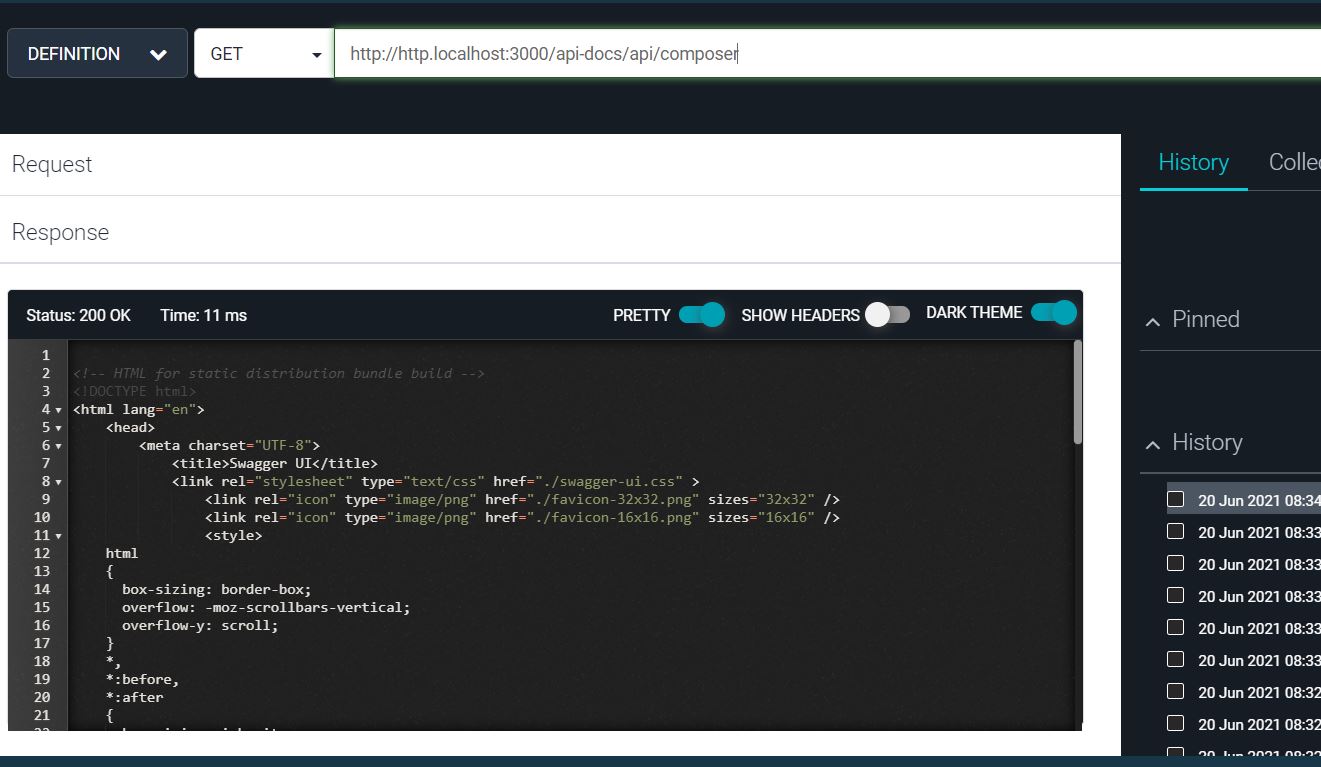 DEFINITION
GET
http://http.localhost:3000/api-docs/api/composer
Request
Response
History
Colle
Status: 200 OK
Time: 11 ms
PRETTY
SHOW HEADERS
DARK THEME
1
2 <!-- HTML for static distribution bundle build -->
3 <!DOCTYPE html>
4 <html lang="en">
5 <head>
6 <meta charset="UTF-8">
7 <title>Swagger UI</title>
8 <link rel="stylesheet" type="text/css" href="./swagger-ui.css" >
9 <link rel="icon" type="image/png" href="./favicon-32x32.png" sizes="32x32" />
10 <link rel="icon" type="image/png" href="./favicon-16x16.png" sizes="16x16" />
11 <style>
12 html
13 {
14 box-sizing: border-box;
15 overflow: -moz-scrollbars-vertical;
16 overflow-y: scroll;
17 }
18 *,
19 *:before,
20 *:after
21 {
Pinned
History
20 Jun 2021 08:34
20 Jun 2021 08:33
20 Jun 2021 08:33
20 Jun 2021 08:33
20 Jun 2021 08:33
20 Jun 2021 08:33
20 Jun 2021 08:32
20 Jun 2021 08:32